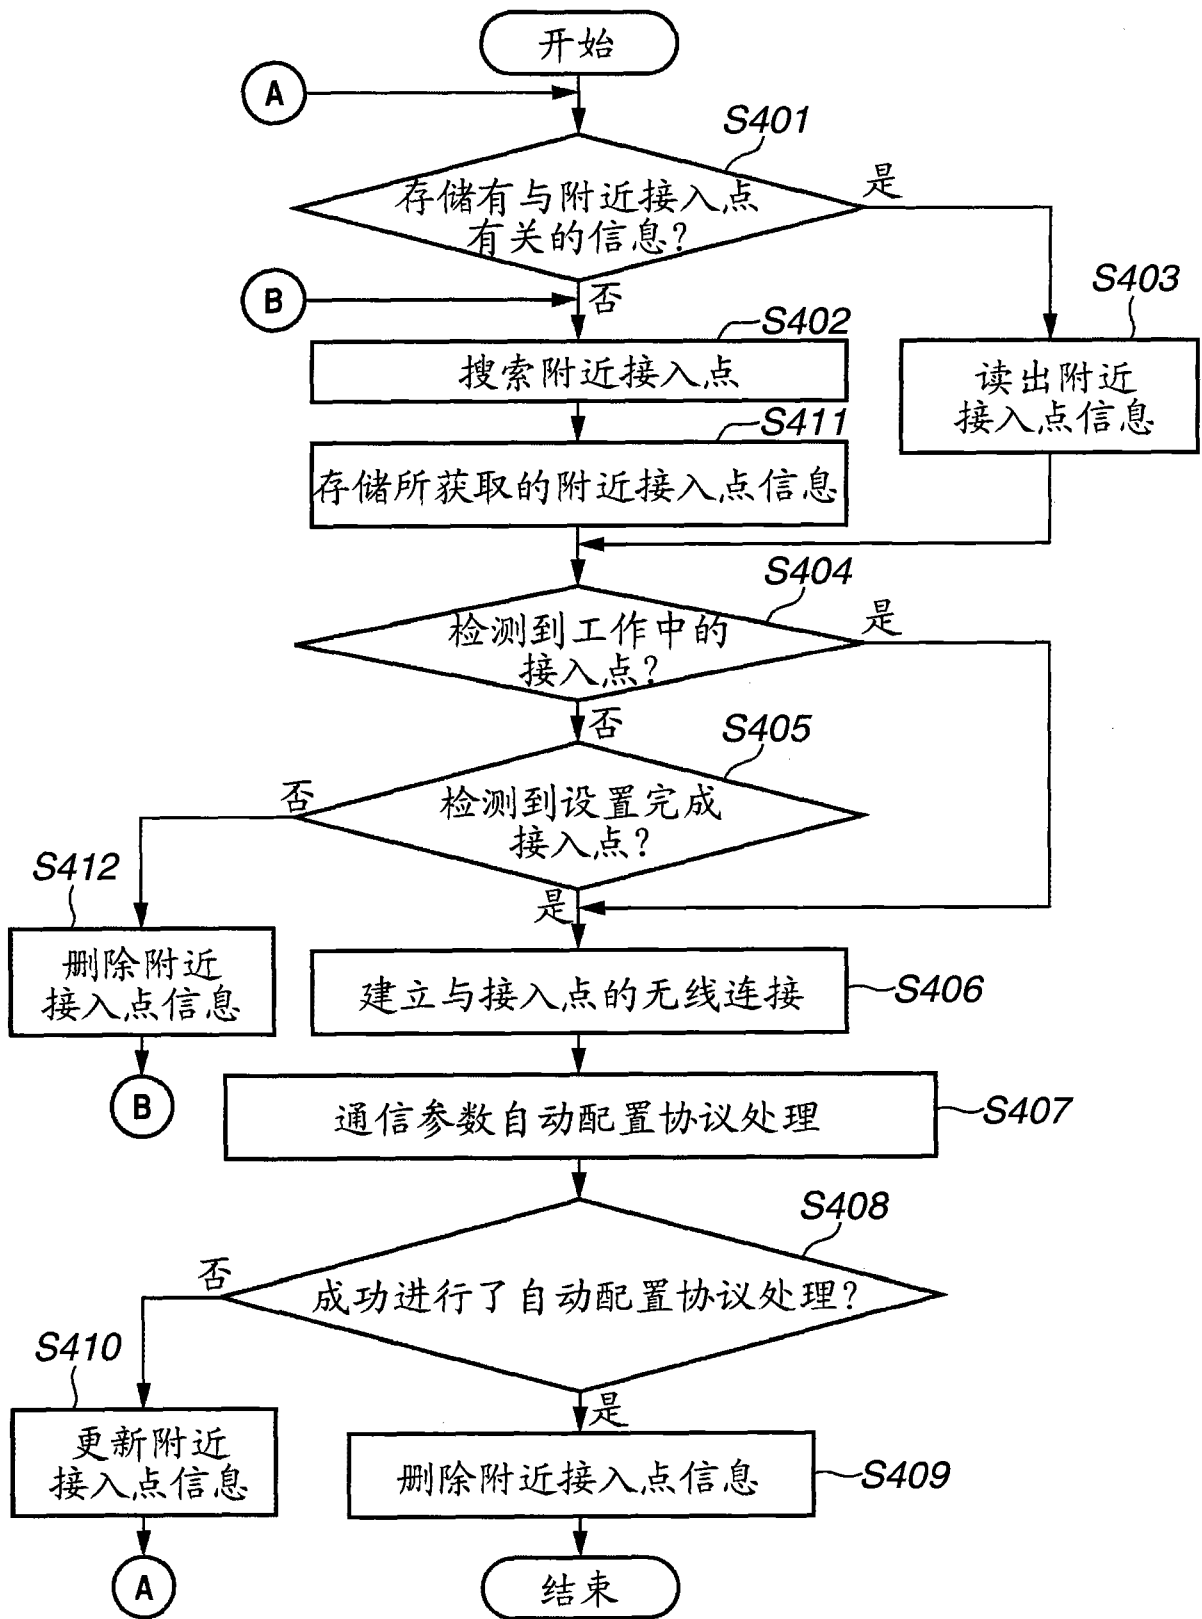 开始
A
S401
是
存储有与附近接入点
有关的信息?
B
否
S403
S402
搜索附近接入点
读出附近
接入点信息
S411
存储所获取的附近接入点信息
S404
是
检测到工作中的
接入点?
否
S405
否
检测到设置完成
接入点?
S412
是
删除附近
接入点信息
建立与接入点的无线连接
S406
B
通信参数自动配置协议处理
S407
S408
否
成功进行了自动配置协议处理?
S410
是
更新附近
接入点信息
删除附近接入点信息
S409
A
结束